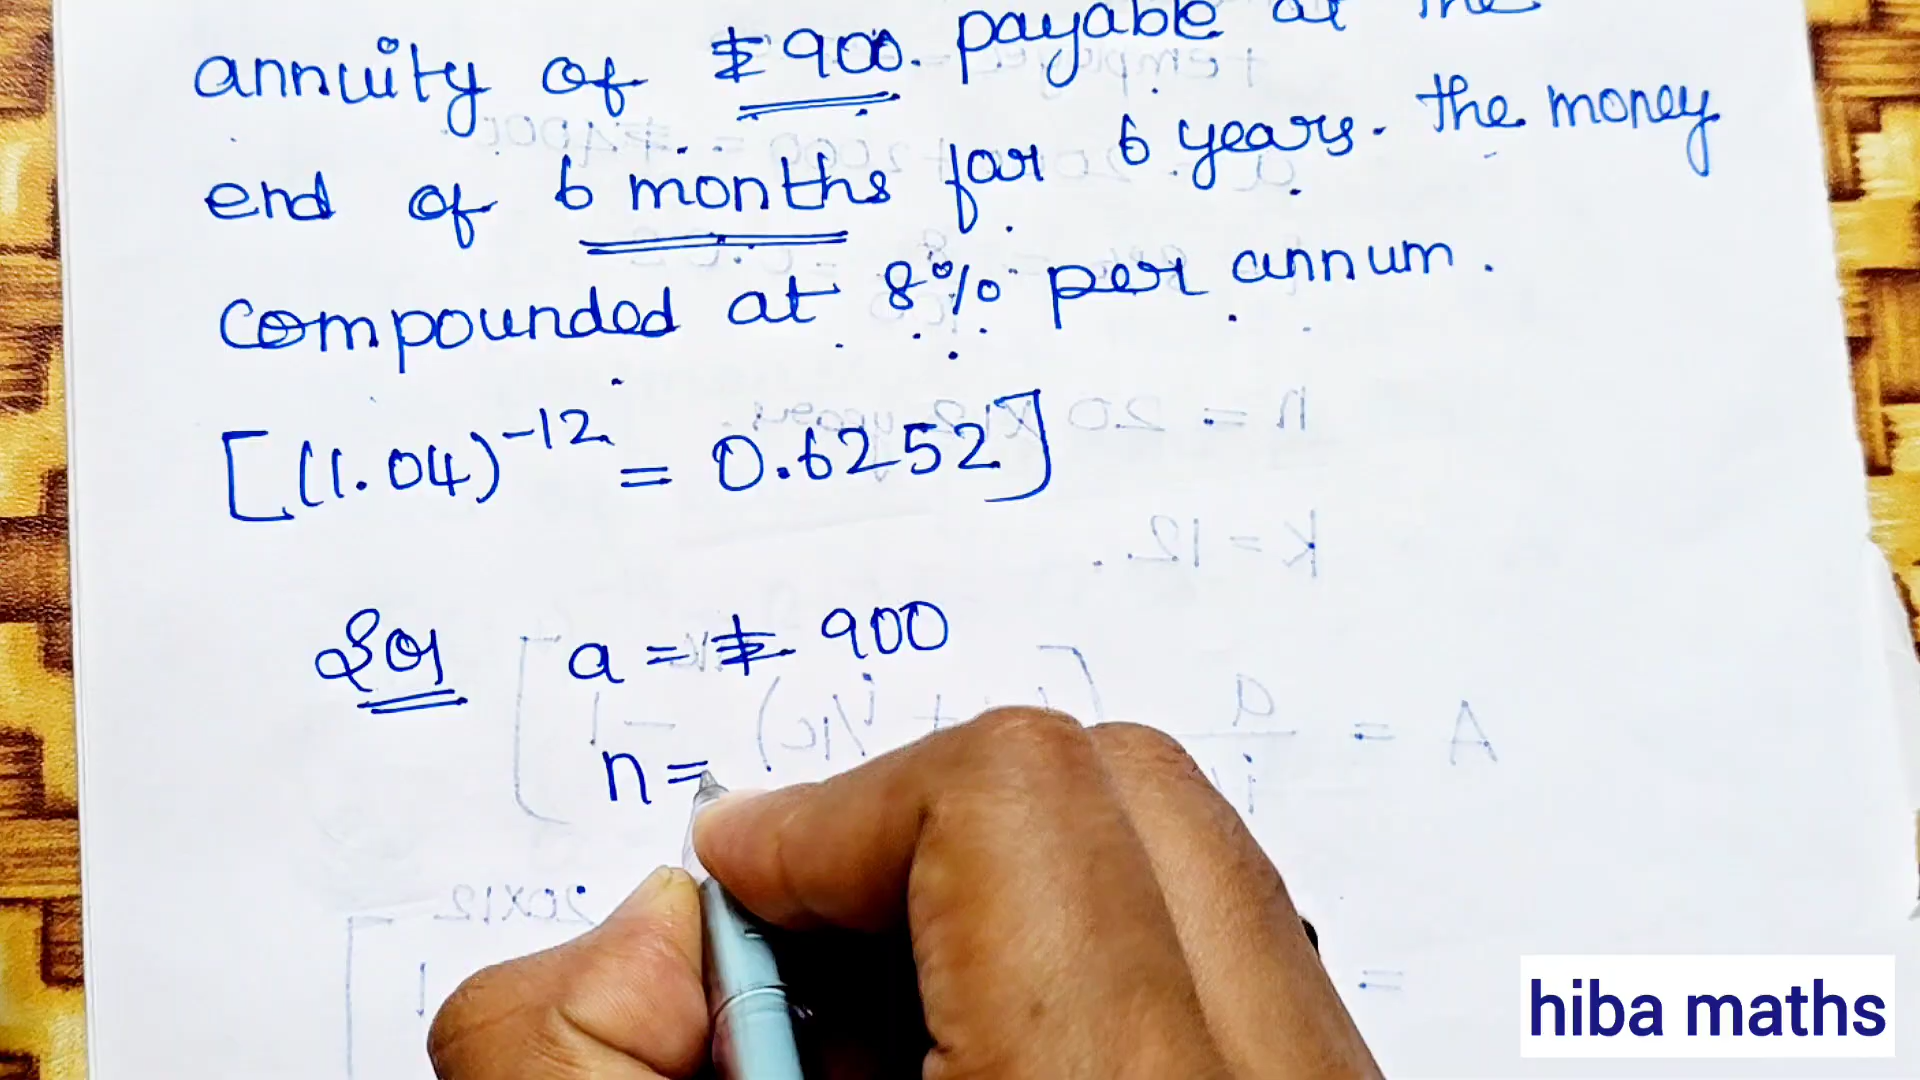 annuity of ₹900. payable at the
end of 6 months for 6 years. the money
compounded at 8% per annum.
[(1.04)^-12 = 0.6252]
Sol a = ₹. 900
n =
hiba maths